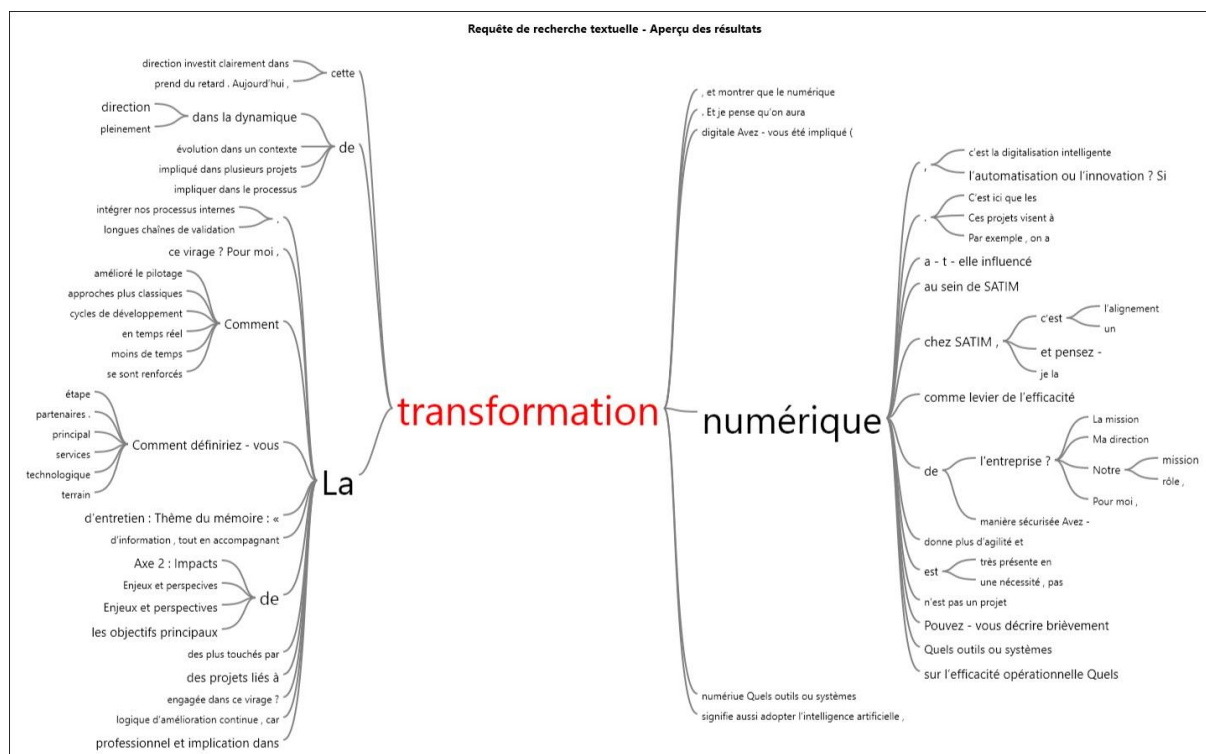 Requête de recherche textuelle - Aperçu des résultats
direction investit clairement dans
prend du retard . Aujourd'hui ,
cette
direction
pleinement
dans la dynamique
évolution dans un contexte
impliqué dans plusieurs projets
impliquer dans le processus
de
intégrer nos processus internes
longues chaînes de validation
.
ce virage ? Pour moi ,
amélioré le pilotage
approches plus classiques
cycles de développement
en temps réel
moins de temps
se sont renforcés
Comment
étape
partenaires .
principal
services
technologique
terrain
Comment définiriez - vous
d'entretien : Thème du mémoire : «
d'information , tout en accompagnant
Axe 2 : Impacts
Enjeux et perspecives
Enjeux et perspectives
les objectifs principaux
de
des plus touchés par
des projets liés à
engagée dans ce virage ?
logique d'amélioration continue , car
professionnel et implication dans
La
transformation
, et montrer que le numérique
. Et je pense qu'on aura
digitale Avez - vous été impliqué (
numérique
numériue Quels outils ou systèmes
signifie aussi adopter l'intelligence artificielle ,
,
c'est la digitalisation intelligente
l'automatisation ou l'innovation ? Si
.
C'est ici que les
Ces projets visent à
Par exemple , on a
a - t - elle influencé
au sein de SATIM
chez SATIM ,
c'est
l'alignement
un
et pensez -
je la
comme levier de l'efficacité
de
l'entreprise ?
La mission
Ma direction
Notre
mission
rôle ,
Pour moi ,
manière sécurisée Avez -
donne plus d'agilité et
est
très présente en
une nécessité , pas
n'est pas un projet
Pouvez - vous décrire brièvement
Quels outils ou systèmes
sur l'efficacité opérationnelle Quels